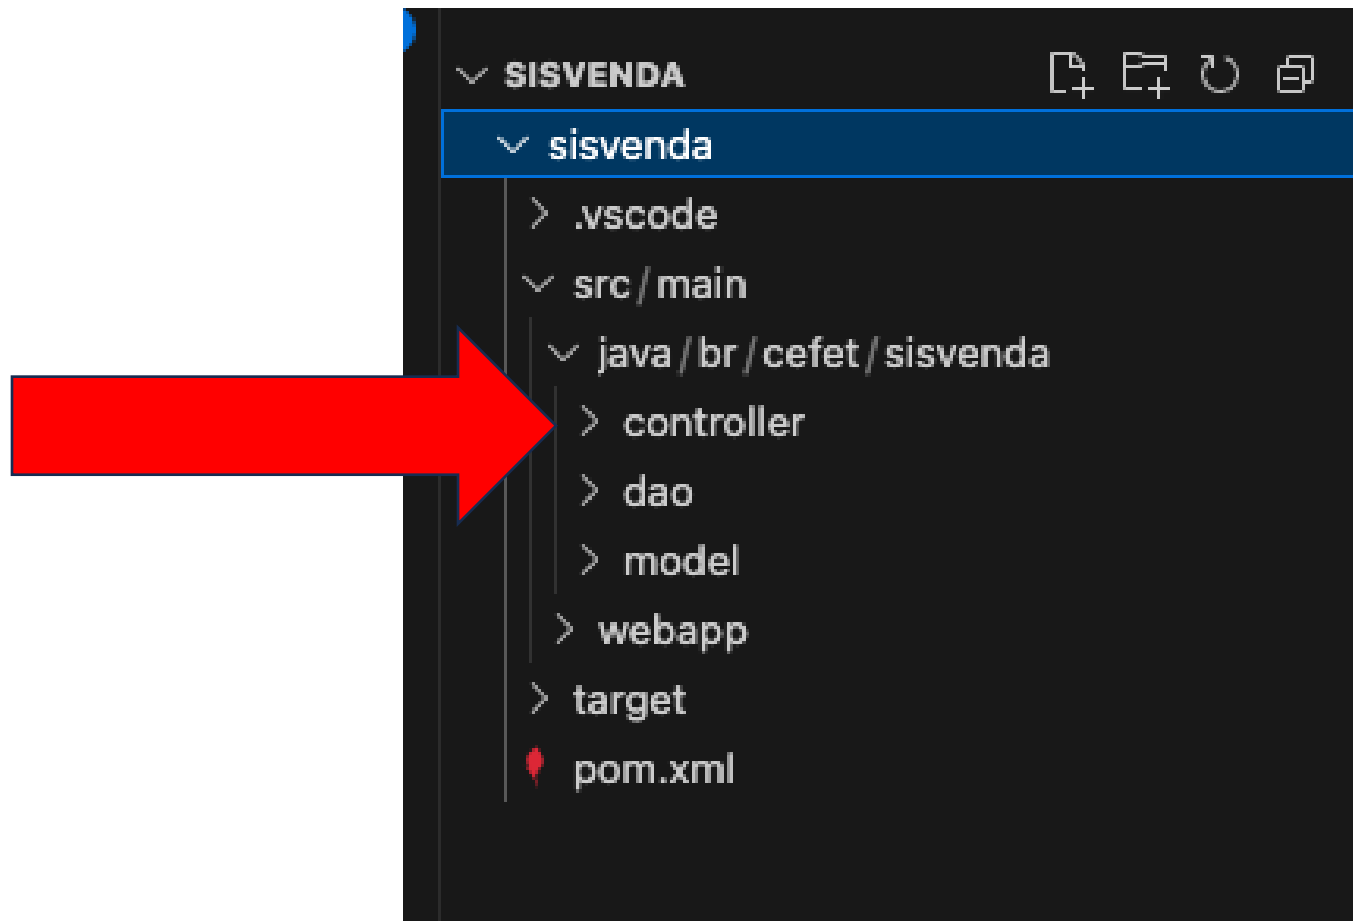 SISVENDA
sisvenda
.vscode
src/main
java/br/cefet/sisvenda
controller
dao
model
webapp
target
pom.xml